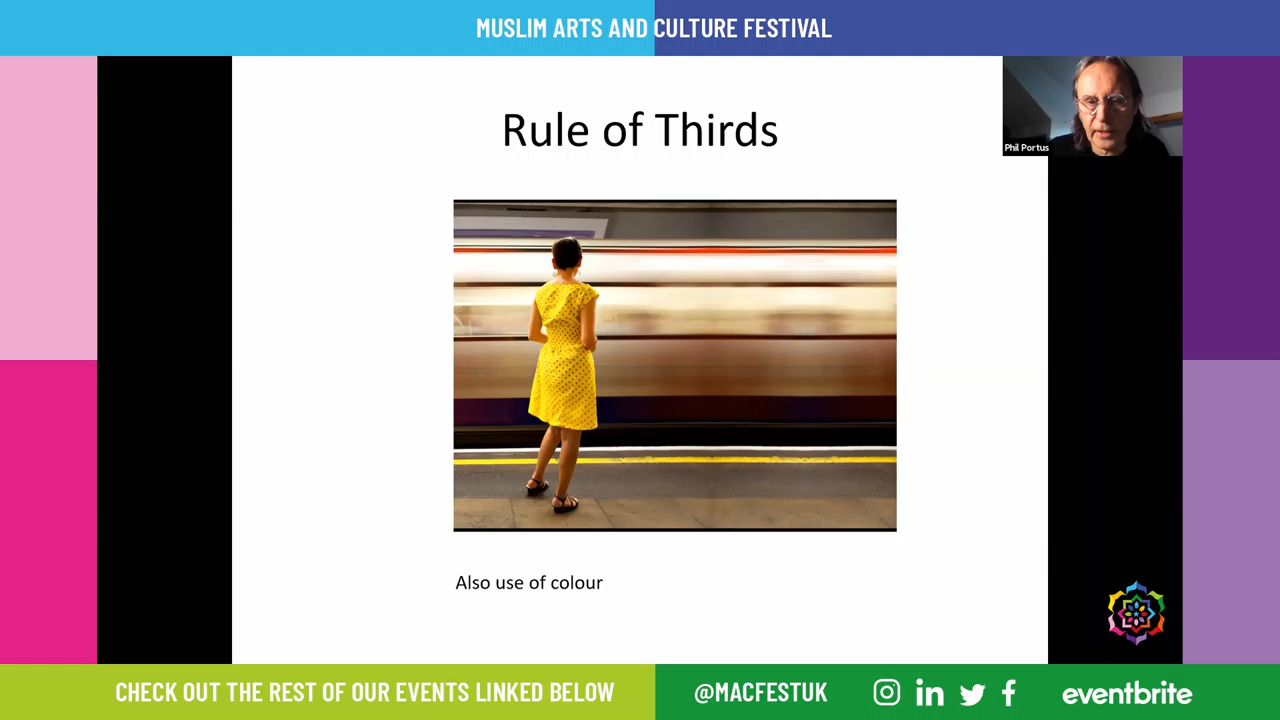 MUSLIM ARTS AND CULTURE FESTIVAL
Rule of Thirds
Phil Portus
Also use of colour
CHECK OUT THE REST OF OUR EVENTS LINKED BELOW
@MACFESTUK
eventbrite